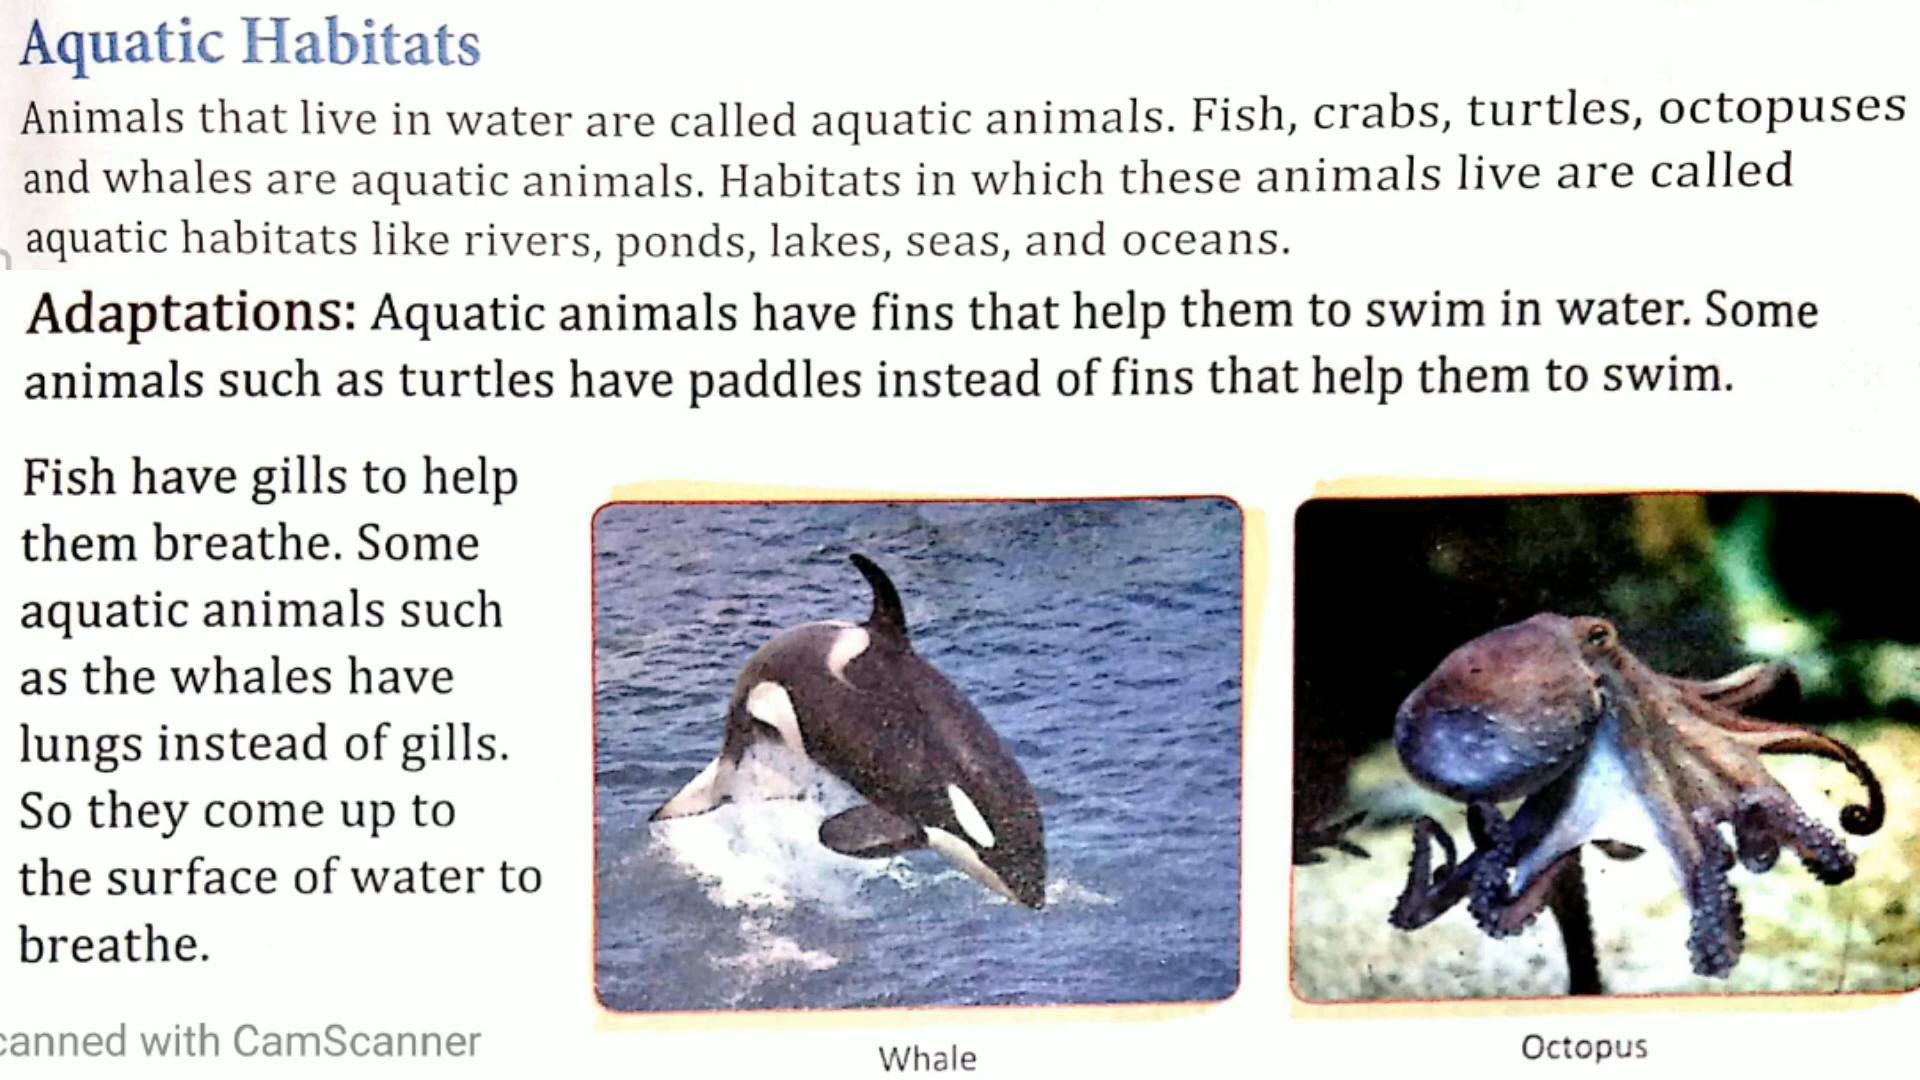 Aquatic Habitats
Animals that live in water are called aquatic animals. Fish, crabs, turtles, octopuses
and whales are aquatic animals. Habitats in which these animals live are called
aquatic habitats like rivers, ponds, lakes, seas, and oceans.
Adaptations: Aquatic animals have fins that help them to swim in water. Some
animals such as turtles have paddles instead of fins that help them to swim.
Fish have gills to help
them breathe. Some
aquatic animals such
as the whales have
lungs instead of gills.
So they come up to
the surface of water to
breathe.
canned with CamScanner
Whale
Octopus